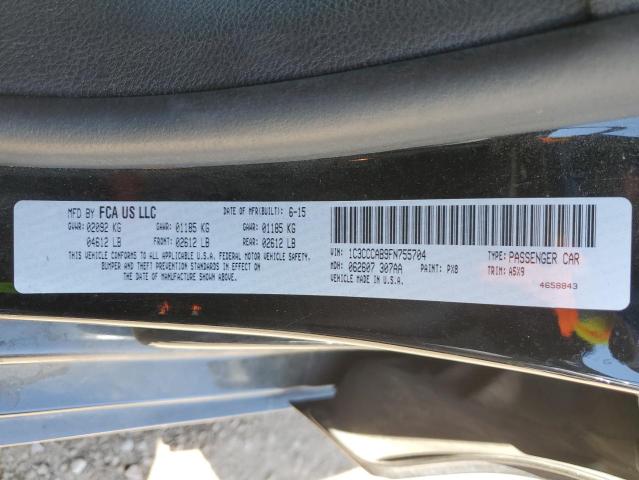 MFD BY FCA US LLC DATE OF MFR(BUILT): 6-15
GVWR: 02092 KG GAWR: 01185 KG GAWR: 01185 KG
04612 LB FRONT: 02612 LB REAR: 02612 LB
THIS VEHICLE CONFORMS TO ALL APPLICABLE U.S.A. FEDERAL MOTOR VEHICLE SAFETY,
BUMPER AND THEFT PREVENTION STANDARDS IN EFFECT ON
THE DATE OF MANUFACTURE SHOWN ABOVE.
VIN: 1C3CCCAB9FN755704 TYPE: PASSENGER CAR
MDH: 062607 307AA PAINT: PX8 TRIM: A5X9
VEHICLE MADE IN U.S.A. 4658843